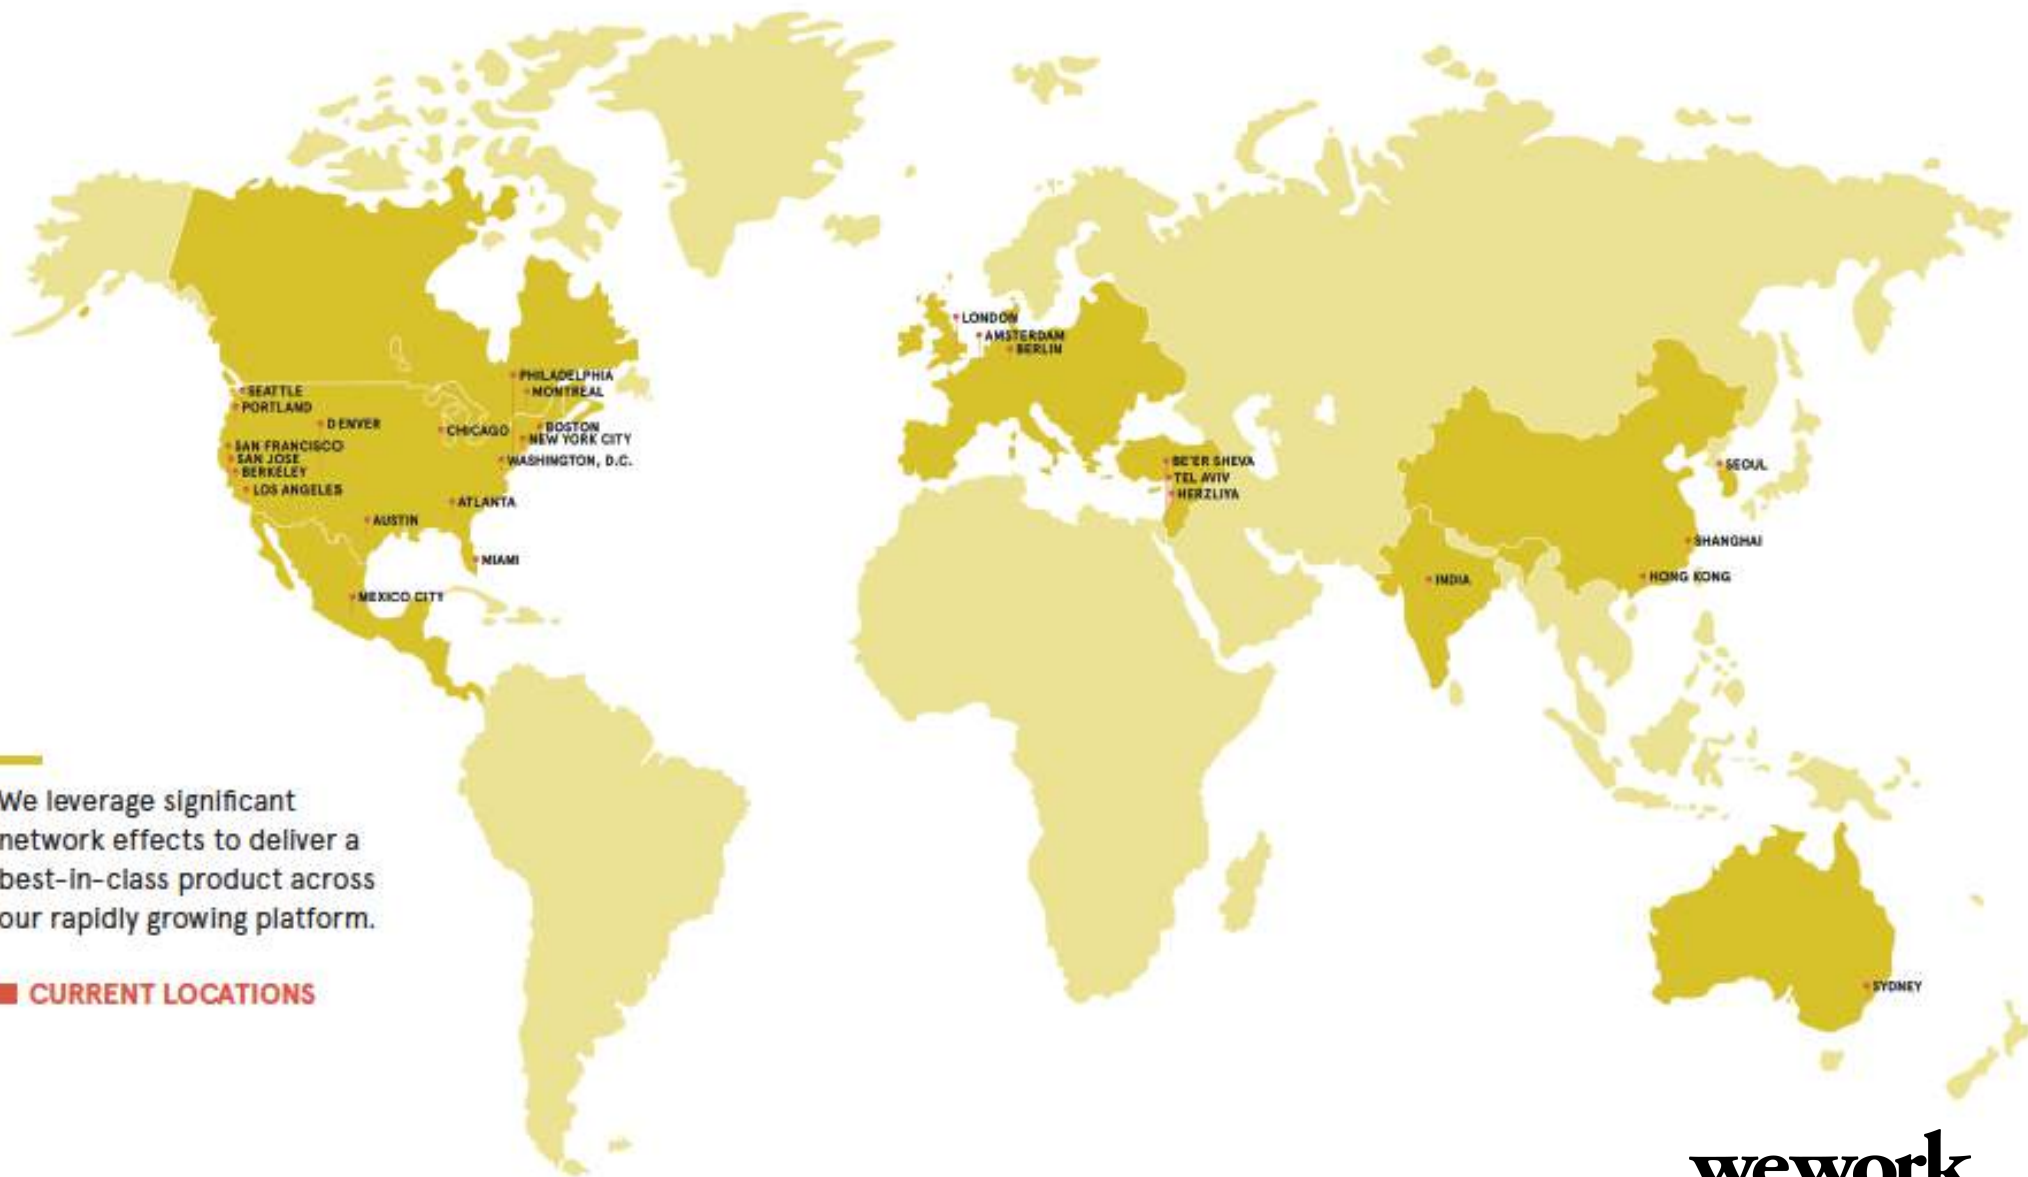 LONDON
AMSTERDAM
BERLIN
PHILADELPHIA
SEATTLE
MONTREAL
PORTLAND
DENVER
CHICAGO
BOSTON
NEW YORK CITY
SAN FRANCISCO
SAN JOSE
WASHINGTON, D.C.
BE'ER SHEVA
SEOUL
BERKELEY
TEL AVIV
LOS ANGELES
HERZLIYA
ATLANTA
AUSTIN
SHANGHAI
MIAMI
HONG KONG
INDIA
MEXICO CITY
We leverage significant
network effects to deliver a
best-in-class product across
our rapidly growing platform.
CURRENT LOCATIONS
SYDNEY
wework